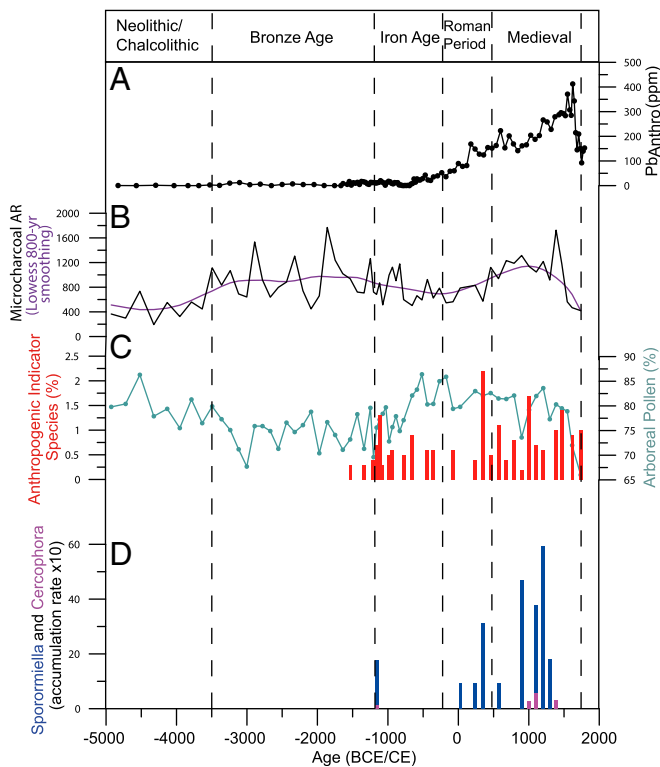 Neolithic/
Chalcolithic
Bronze Age
Iron Age
Roman
Period
Medieval
A
500
400
300
200
100
0
PbAnthro (ppm)
B
2000
1600
1200
800
400
0
Microcharcoal AR
(Lowess 800-yr
smoothing)
C
2.5
2
1.5
1
0.5
0
Anthropogenic Indicator
Species (%)
90
85
80
75
70
65
Arboreal Pollen (%)
D
60
40
20
0
Sporormiella and Cercophora
(accumulation rate x10)
-5000 -4000 -3000 -2000 -1000 0 1000 2000
Age (BCE/CE)